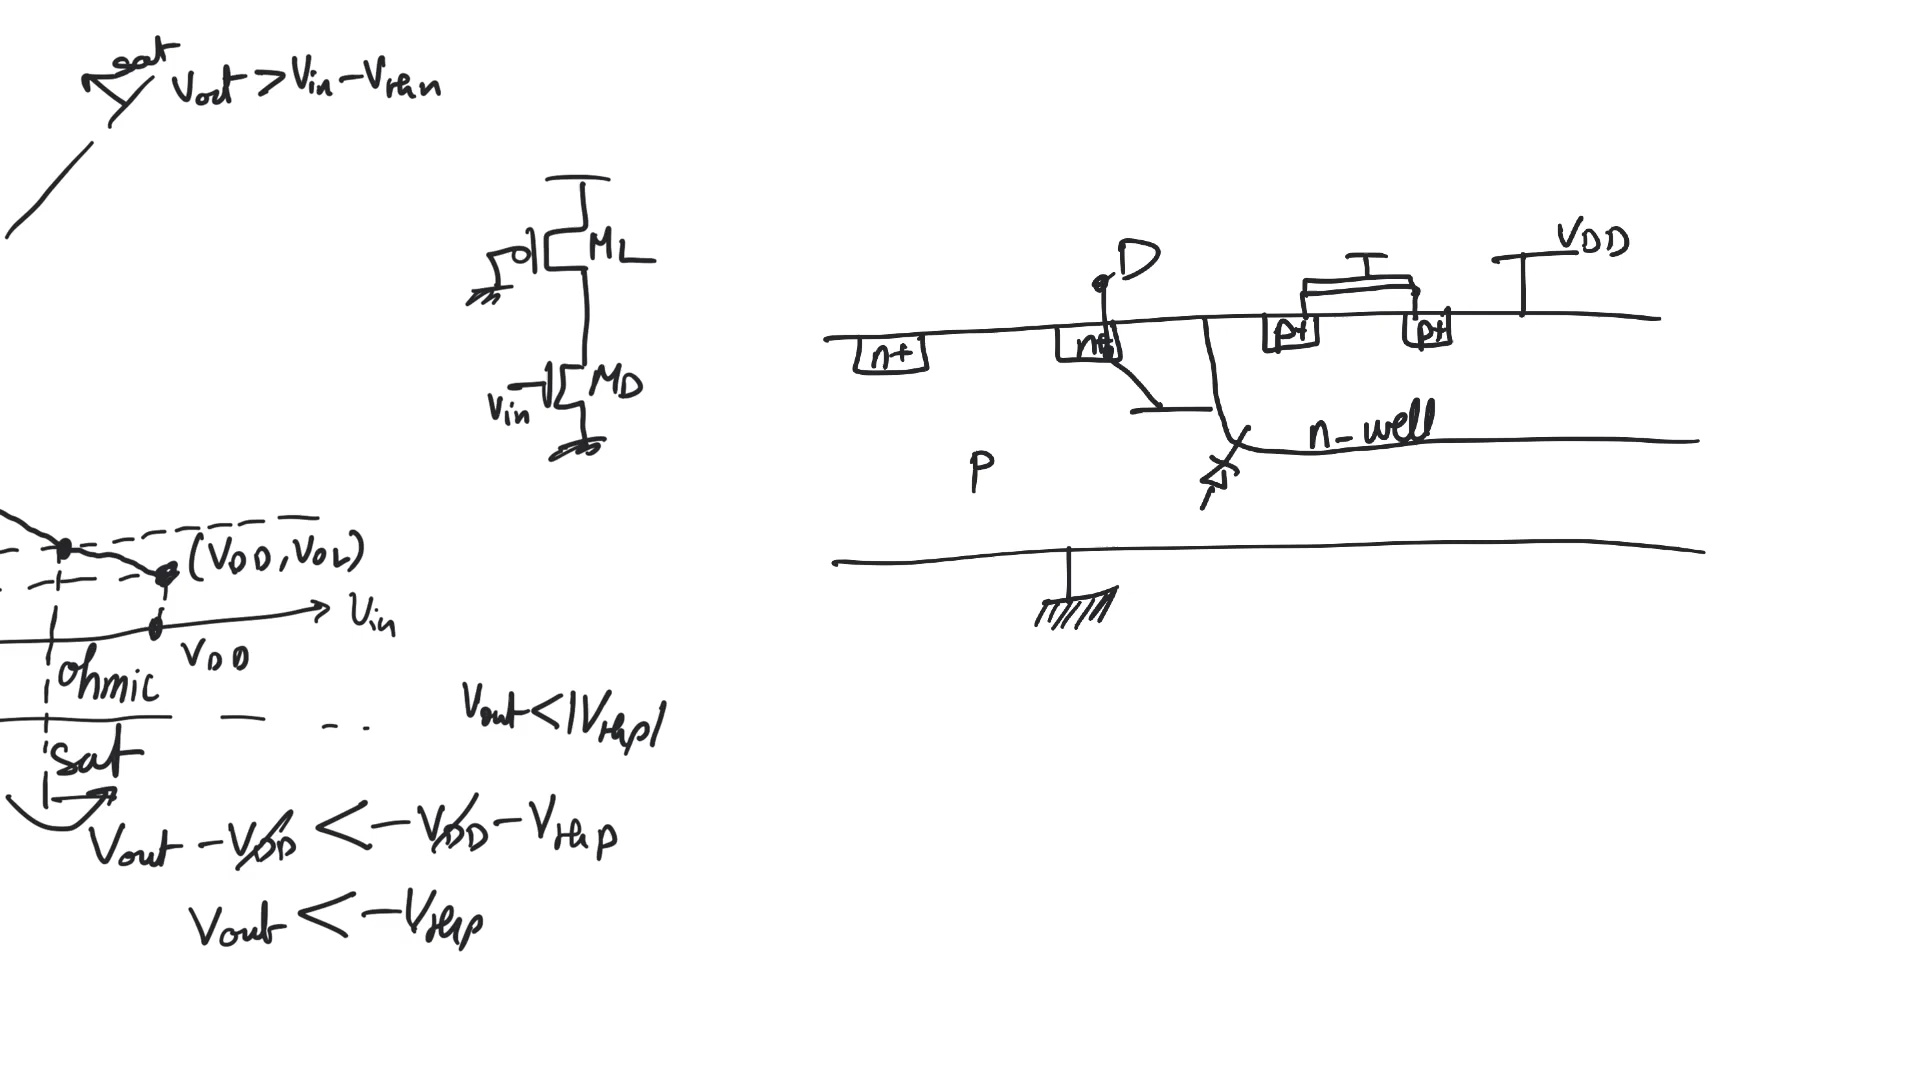 sat
Vout > Vin - Vthn
ML
Vin
MD
D
VDD
n+
n+
p+
p+
n-well
P
(VDD, VOL)
Vin
VDD
ohmic
Sat
Vout < |Vthp|
Vout - VDD < - VDD - Vthp
Vout < - Vthp